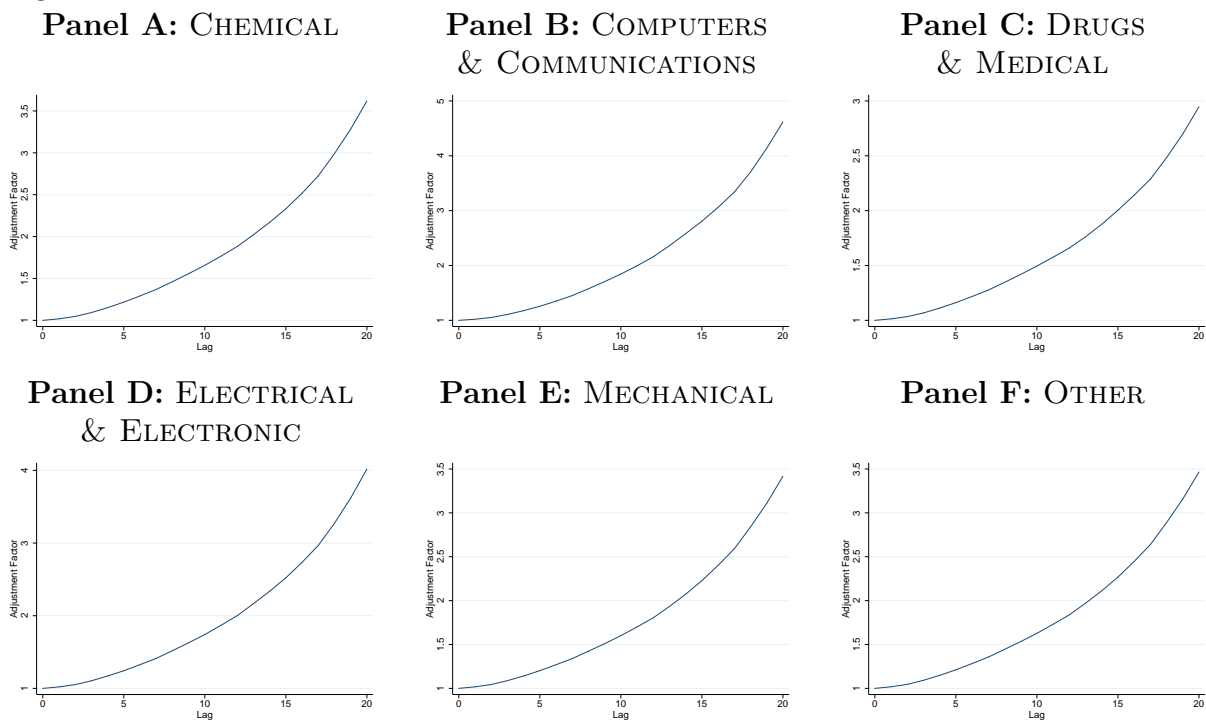 Panel A: CHEMICAL
Panel B: COMPUTERS
& COMMUNICATIONS
Panel C: DRUGS
& MEDICAL
3.5
3
2.5
2
1.5
1
Adjustment Factor
0 5 10 15 20
Lag
5
4
3
2
1
Adjustment Factor
0 5 10 15 20
Lag
3
2.5
2
1.5
1
Adjustment Factor
0 5 10 15 20
Lag
Panel D: ELECTRICAL
& ELECTRONIC
Panel E: MECHANICAL
Panel F: OTHER
4
3
2
1
Adjustment Factor
0 5 10 15 20
Lag
3.5
3
2.5
2
1.5
1
Adjustment Factor
0 5 10 15 20
Lag
3.5
3
2.5
2
1.5
1
Adjustment Factor
0 5 10 15 20
Lag